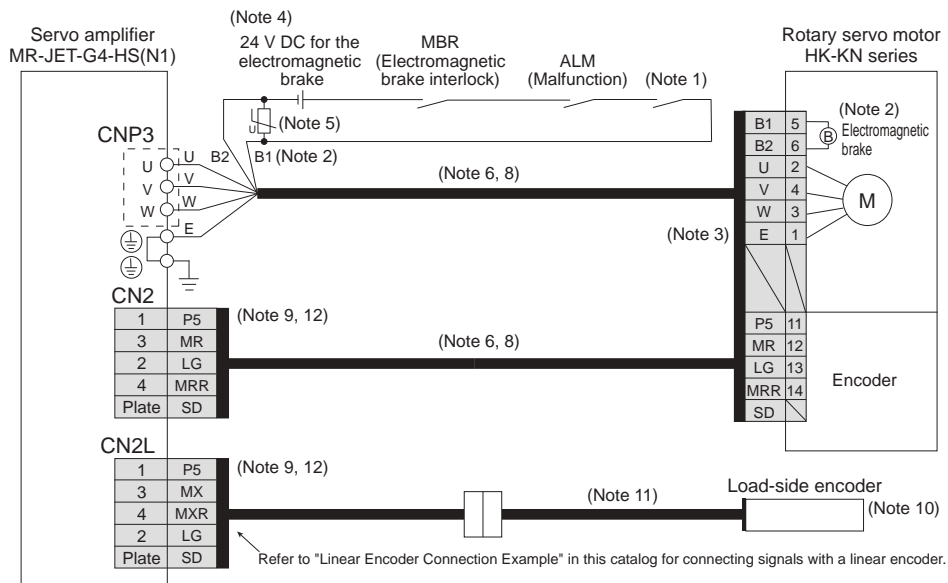 (Note 4)
Servo amplifier
MR-JET-G4-HS(N1)
24 V DC for the
electromagnetic
brake
MBR
(Electromagnetic
brake interlock)
ALM
(Malfunction)
(Note 1)
Rotary servo motor
HK-KN series
CNP3
U
(Note 5)
U U
V V
W W
E
B2
B1 (Note 2)
(Note 6, 8)
(Note 3)
B1 5
B2 6
U 2
V 4
W 3
E 1
(Note 2)
B
Electromagnetic
brake
M
CN2
1 P5
3 MR
2 LG
4 MRR
Plate SD
(Note 9, 12)
(Note 6, 8)
P5 11
MR 12
LG 13
MRR 14
SD
Encoder
CN2L
1 P5
3 MX
4 MXR
2 LG
Plate SD
(Note 9, 12)
(Note 11)
Load-side encoder
(Note 10)
Refer to "Linear Encoder Connection Example" in this catalog for connecting signals with a linear encoder.